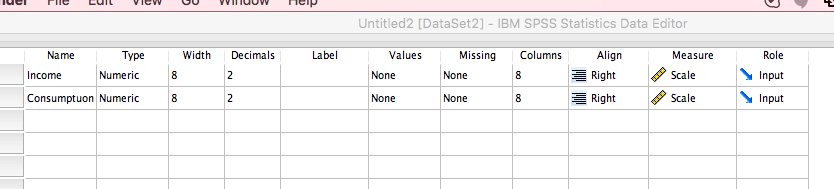 File Edit View Data Window Help
Untitled2 [DataSet2] - IBM SPSS Statistics Data Editor
Name Type Width Decimals Label Values Missing Columns Align Measure Role
Income Numeric 8 2 None None 8 Right Scale Input
Consumptuon Numeric 8 2 None None 8 Right Scale Input